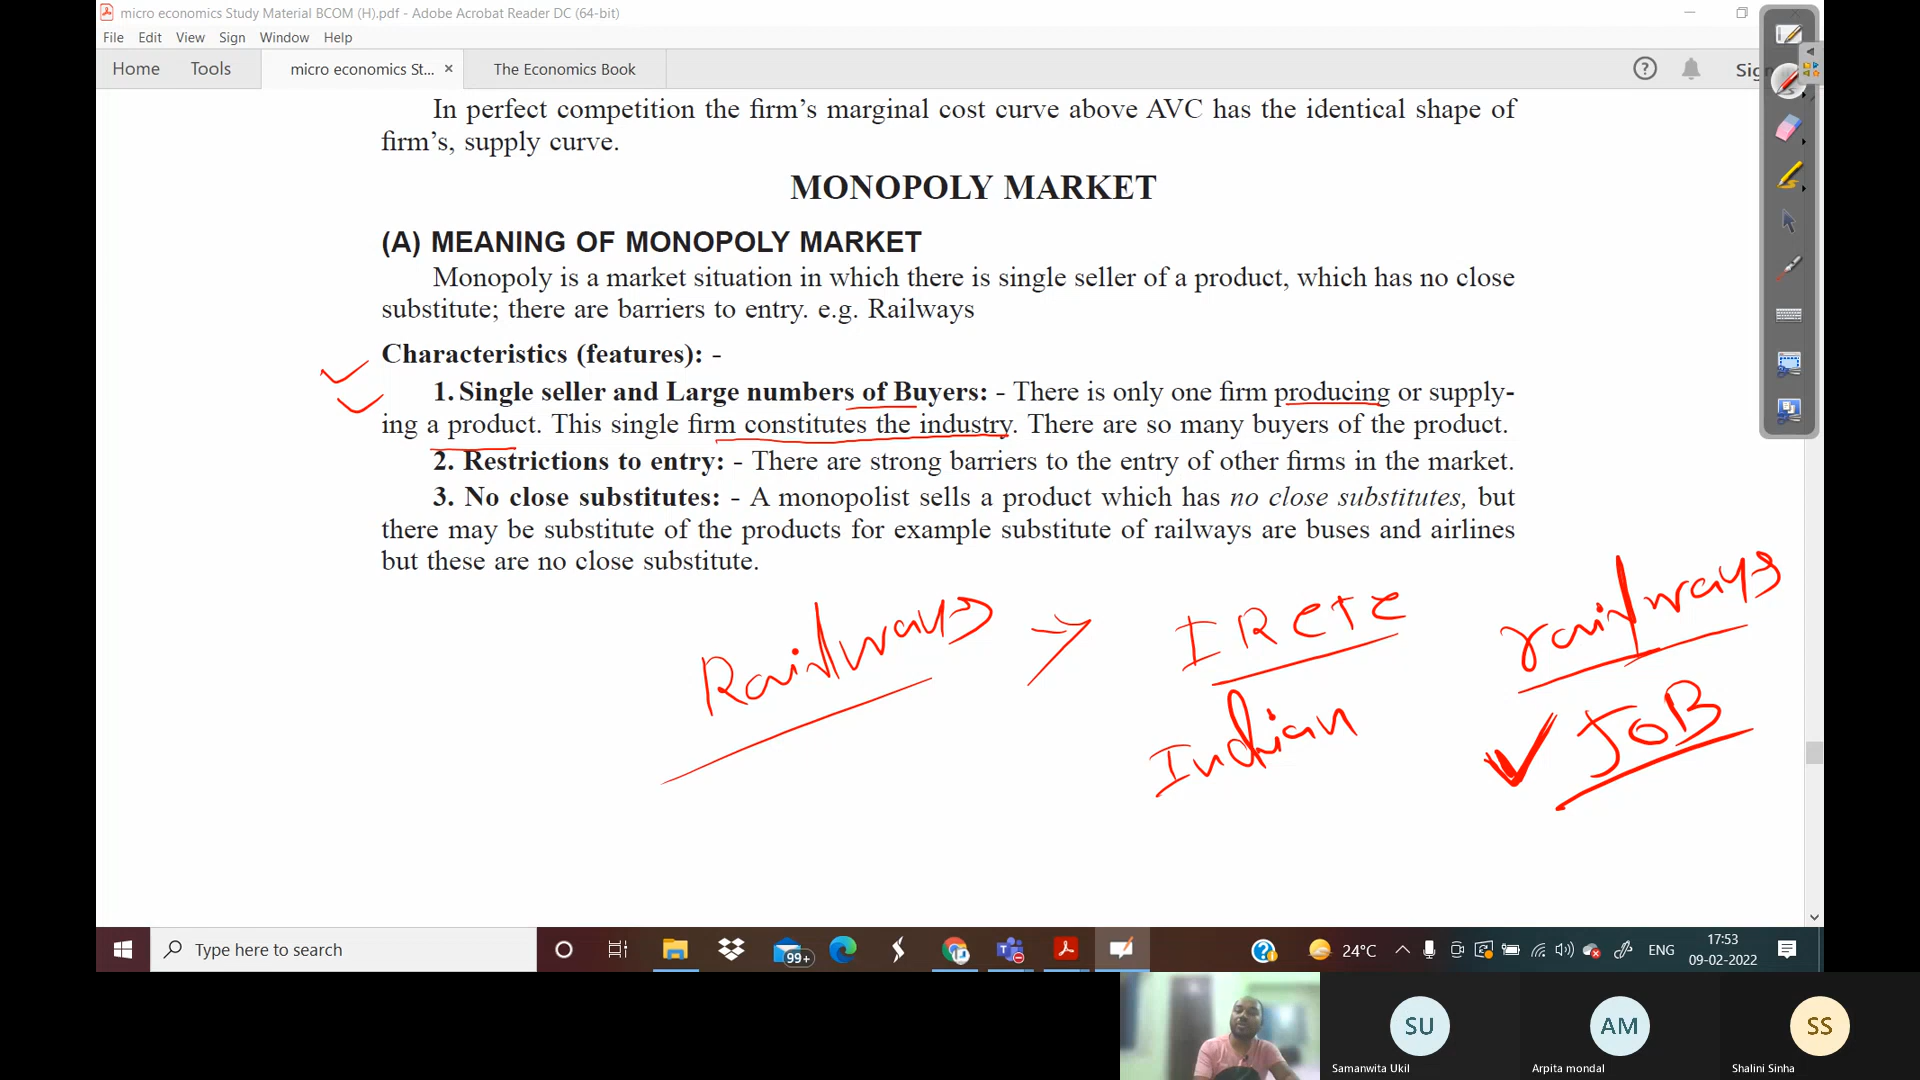 micro economics Study Material BCOM (H).pdf - Adobe Acrobat Reader DC (64-bit)
File Edit View Sign Window Help
Home Tools micro economics St... × The Economics Book
In perfect competition the firm's marginal cost curve above AVC has the identical shape of
firm's, supply curve.
MONOPOLY MARKET
(A) MEANING OF MONOPOLY MARKET
Monopoly is a market situation in which there is single seller of a product, which has no close
substitute; there are barriers to entry. e.g. Railways
Characteristics (features): -
1. Single seller and Large numbers of Buyers: - There is only one firm producing or supply-
ing a product. This single firm constitutes the industry. There are so many buyers of the product.
2. Restrictions to entry: - There are strong barriers to the entry of other firms in the market.
3. No close substitutes: - A monopolist sells a product which has no close substitutes, but
there may be substitute of the products for example substitute of railways are buses and airlines
but these are no close substitute.
Railways IRCTC railways
Indian JOB
Type here to search 99+ 24°C ENG 17:53
09-02-2022
SU AM SS
Samanwita Ukil Arpita mondal Shalini Sinha